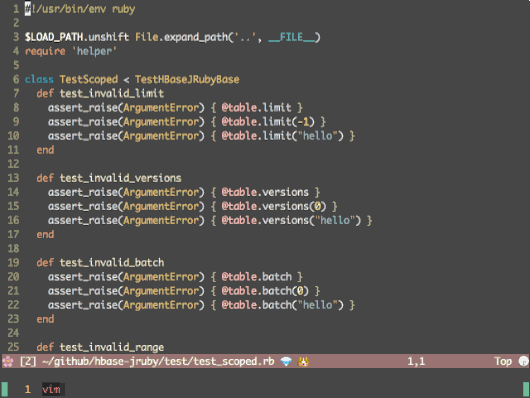 1 #!/usr/bin/env ruby
2
3 $LOAD_PATH.unshift File.expand_path('..', __FILE__)
4 require 'helper'
5
6 class TestScoped < TestHBaseJRubyBase
7   def test_invalid_limit
8     assert_raise(ArgumentError) { @table.limit }
9     assert_raise(ArgumentError) { @table.limit(-1) }
10     assert_raise(ArgumentError) { @table.limit("hello") }
11   end
12
13   def test_invalid_versions
14     assert_raise(ArgumentError) { @table.versions }
15     assert_raise(ArgumentError) { @table.versions(0) }
16     assert_raise(ArgumentError) { @table.versions("hello") }
17   end
18
19   def test_invalid_batch
20     assert_raise(ArgumentError) { @table.batch }
21     assert_raise(ArgumentError) { @table.batch(0) }
22     assert_raise(ArgumentError) { @table.batch("hello") }
23   end
24
25   def test_invalid_range
[2] ~/github/hbase-jruby/test/test_scoped.rb 1,1 Top
1 vim